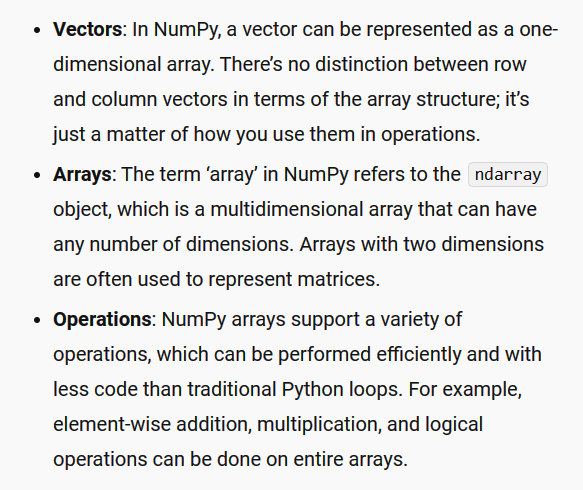 • Vectors: In NumPy, a vector can be represented as a one-
dimensional array. There’s no distinction between row
and column vectors in terms of the array structure; it’s
just a matter of how you use them in operations.
• Arrays: The term ‘array’ in NumPy refers to the ndarray
object, which is a multidimensional array that can have
any number of dimensions. Arrays with two dimensions
are often used to represent matrices.
• Operations: NumPy arrays support a variety of
operations, which can be performed efficiently and with
less code than traditional Python loops. For example,
element-wise addition, multiplication, and logical
operations can be done on entire arrays.